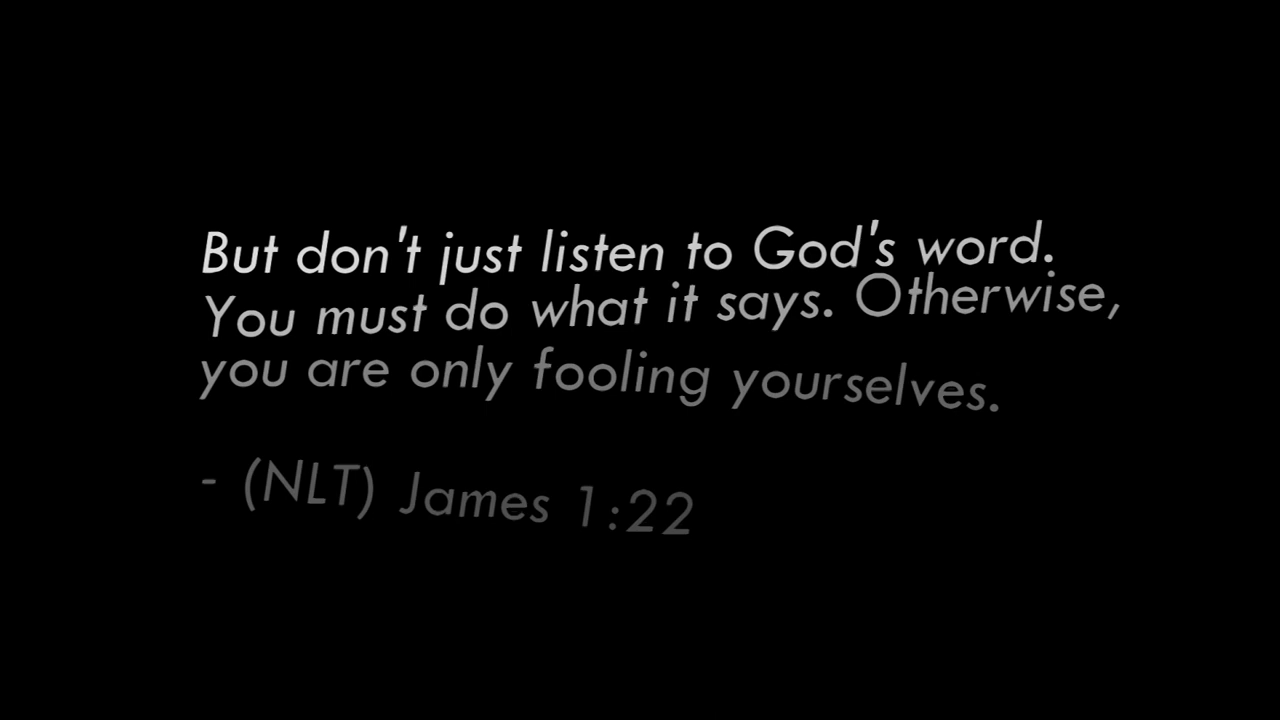 But don't just listen to God's word.
You must do what it says. Otherwise,
you are only fooling yourselves.
- (NLT) James 1:22